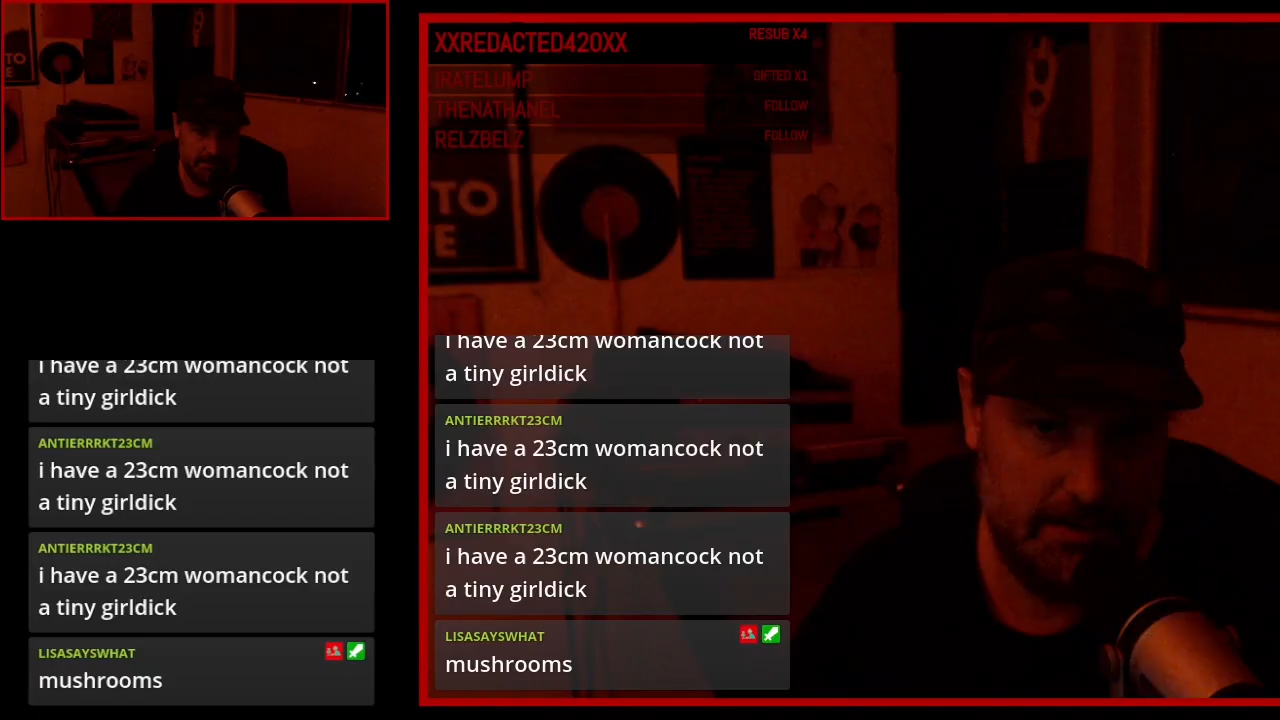 i have a 23cm womancock not
a tiny girldick
ANTIERRRKT23CM
i have a 23cm womancock not
a tiny girldick
ANTIERRRKT23CM
i have a 23cm womancock not
a tiny girldick
LISASAYSWHAT
mushrooms
XXREDACTED420XX
RESUB X4
IRATELUMP
GIFTED X1
THENATHANEL
FOLLOW
RELZBELZ
FOLLOW
TO
E
i have a 23cm womancock not
a tiny girldick
ANTIERRRKT23CM
i have a 23cm womancock not
a tiny girldick
ANTIERRRKT23CM
i have a 23cm womancock not
a tiny girldick
LISASAYSWHAT
mushrooms